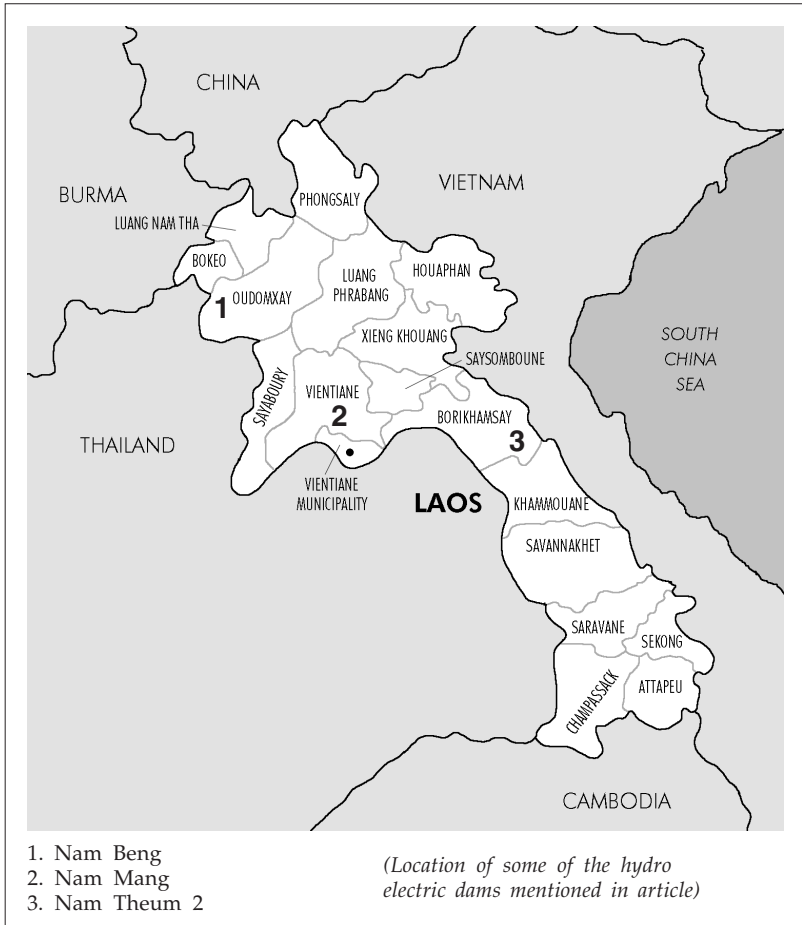 CHINA
BURMA
VIETNAM
PHONGSALY
LUANG NAM THA
BOKEO
1 OUDOMXAY
LUANG
PHRABANG
HOUAPHAN
XIENG KHOUANG
SOUTH
CHINA
SEA
SAYSOMBOUNE
SAYABOURY
VIENTIANE
2
BORIKHAMSAY
3
THAILAND
VIENTIANE
MUNICIPALITY
LAOS
KHAMMOUANE
SAVANNAKHET
SARAVANE
SEKONG
CHAMPASSACK
ATTAPEU
CAMBODIA
1. Nam Beng
2. Nam Mang
3. Nam Theum 2
(Location of some of the hydro
electric dams mentioned in article)